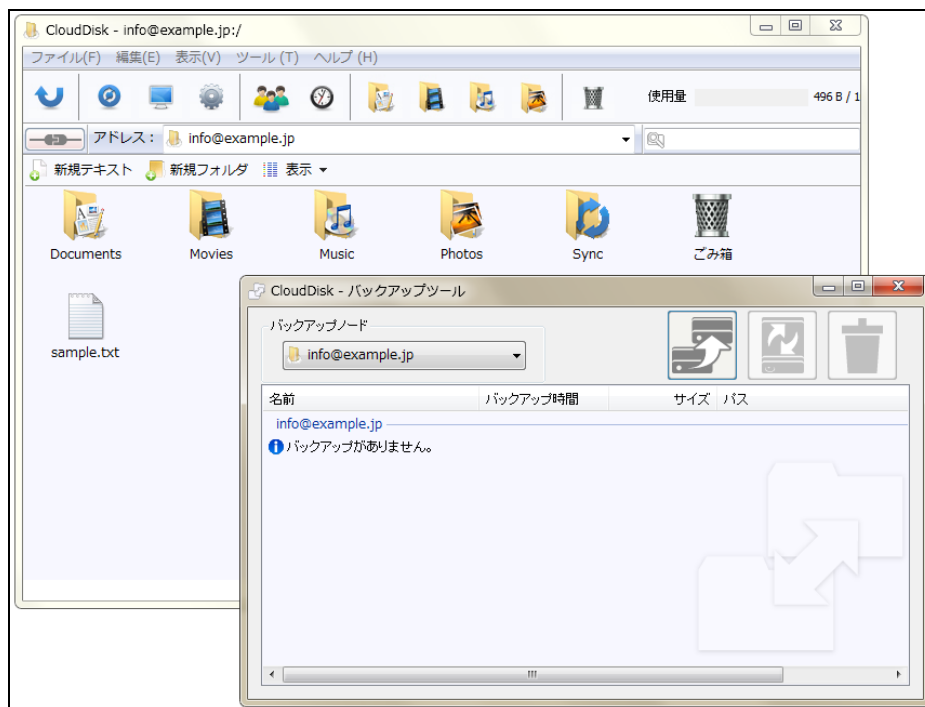 CloudDisk - info@example.jp:/
ファイル(F) 編集(E) 表示(V) ツール (T) ヘルプ (H)
使用量 496 B / 1
アドレス： info@example.jp
新規テキスト 新規フォルダ 表示
Documents Movies Music Photos Sync ごみ箱
sample.txt
CloudDisk - バックアップツール
バックアップノード
info@example.jp
名前 バックアップ時間 サイズ パス
info@example.jp
バックアップがありません。